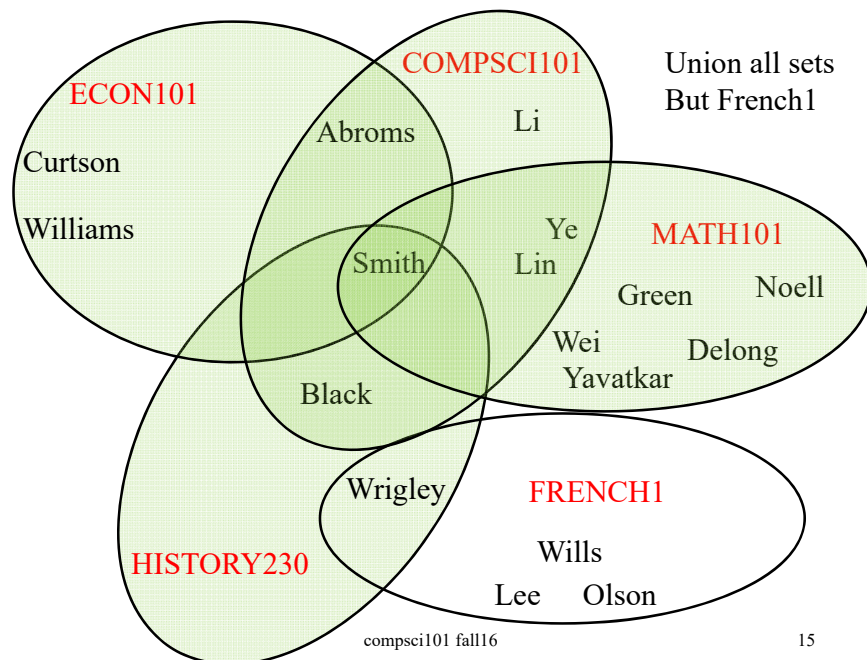 COMPSCI101
Union all sets
But French1
ECON101
Abroms
Li
Curtson
Williams
Ye
MATH101
Smith
Lin
Green
Noell
Wei
Delong
Yavatkar
Black
Wrigley
FRENCH1
HISTORY230
Wills
Lee
Olson
compsci101 fall16
15